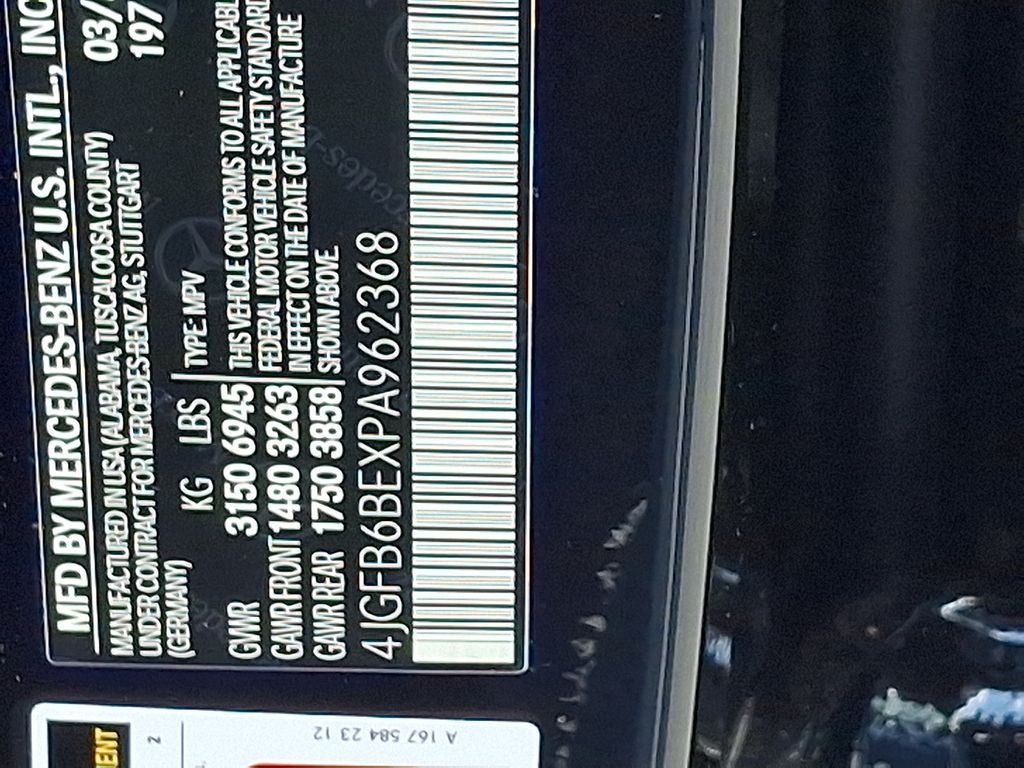 MFD BY MERCEDES-BENZ U.S. INTL., INC
03/
MANUFACTURED IN USA (ALABAMA, TUSCALOOSA COUNTY)
197
UNDER CONTRACT FOR MERCEDES-BENZ AG, STUTTGART
(GERMANY)
KG LBS TYPE: MPV
GVWR 3150 6945 THIS VEHICLE CONFORMS TO ALL APPLICABL
GAWR FRONT 1480 3263 FEDERAL MOTOR VEHICLE SAFETY STANDARD
GAWR REAR 1750 3858 IN EFFECT ON THE DATE OF MANUFACTURE
SHOWN ABOVE.
4JGFB6BEXPA962368
2
A 167 584 23 12